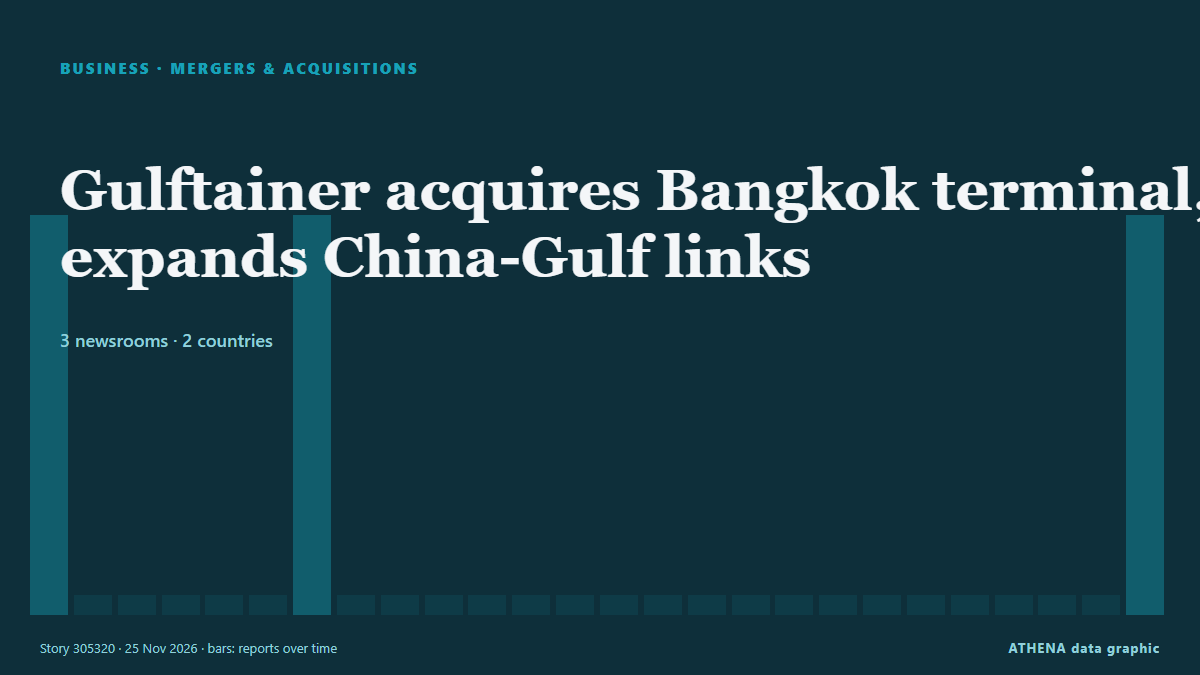 BUSINESS · MERGERS & ACQUISITIONS
Gulftainer acquires Bangkok terminal,
expands China-Gulf links
3 newsrooms · 2 countries
Story 305320 · 25 Nov 2026 · bars: reports over time
ATHENA data graphic